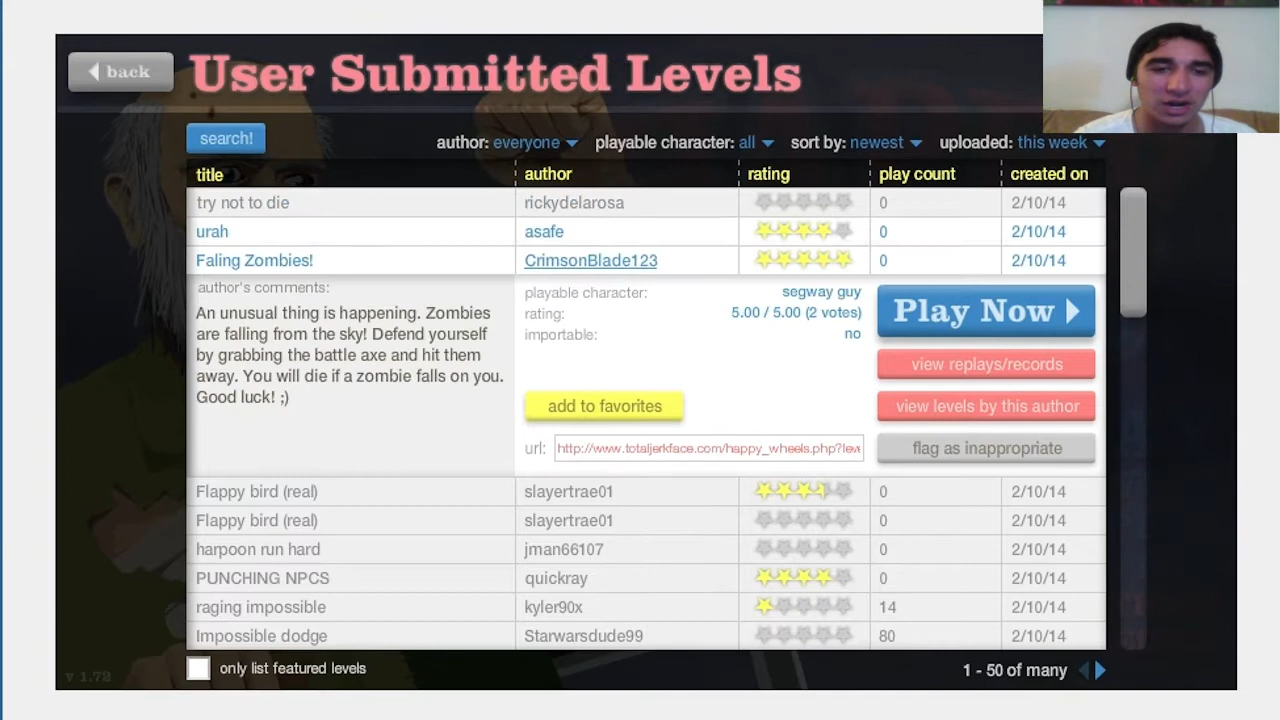 back
User Submitted Levels
search!
author: everyone playable character: all sort by: newest uploaded: this week
title author rating play count created on
try not to die rickydelarosa 0 2/10/14
urah asafe 0 2/10/14
Faling Zombies! CrimsonBlade123 0 2/10/14
author's comments:
An unusual thing is happening. Zombies
are falling from the sky! Defend yourself
by grabbing the battle axe and hit them
away. You will die if a zombie falls on you.
Good luck! ;)
playable character: segway guy
rating: 5.00 / 5.00 (2 votes)
importable: no
add to favorites
url: http://www.totaljerkface.com/happy_wheels.php?leve
Play Now
view replays/records
view levels by this author
flag as inappropriate
Flappy bird (real) slayertrae01 0 2/10/14
Flappy bird (real) slayertrae01 0 2/10/14
harpoon run hard jman66107 0 2/10/14
PUNCHING NPCS quickray 0 2/10/14
raging impossible kyler90x 14 2/10/14
Impossible dodge Starwarsdude99 80 2/10/14
only list featured levels
1 - 50 of many
v 1.72